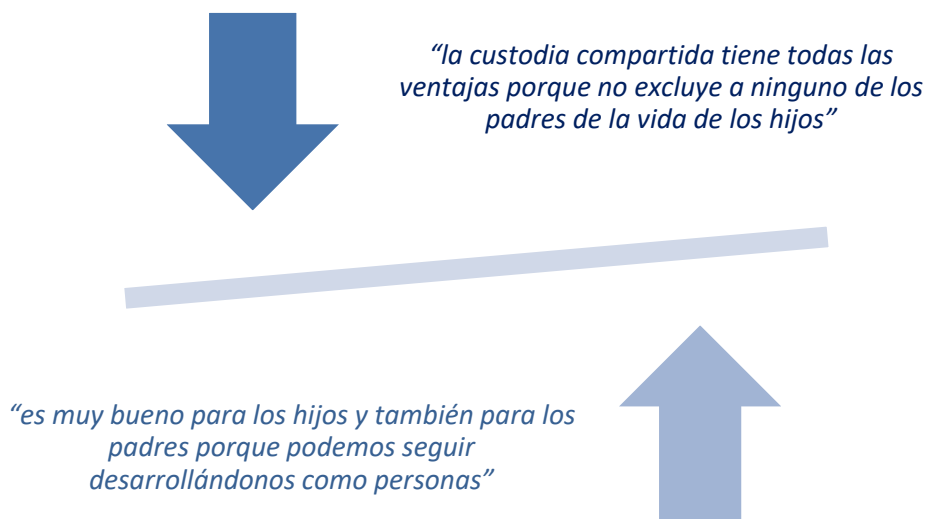 “la custodia compartida tiene todas las
ventajas porque no excluye a ninguno de los
padres de la vida de los hijos”
“es muy bueno para los hijos y también para los
padres porque podemos seguir
desarrollándonos como personas”